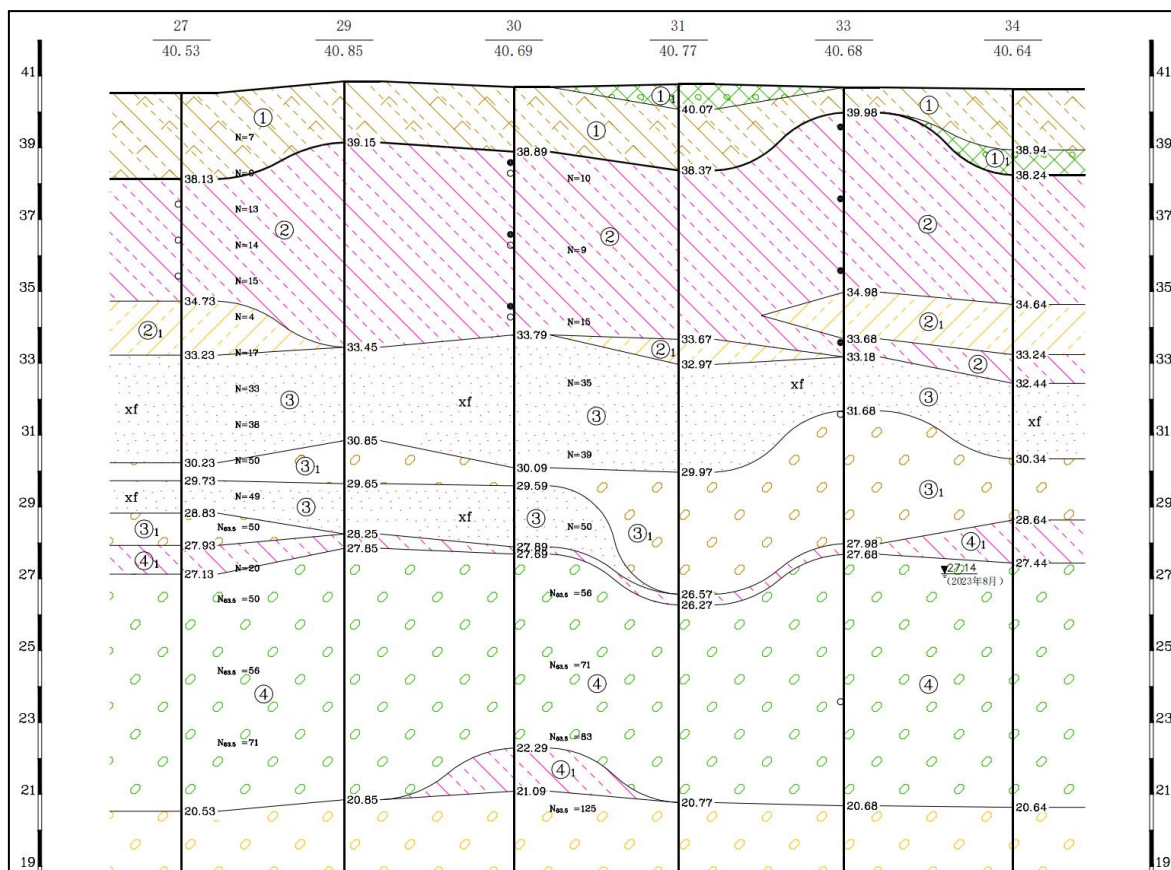 27 29 30 31 33 34
40.53 40.85 40.69 40.77 40.68 40.64
41 41
① ① ①₁ ①
40.07
39.98
N=7
39 39.15 38.89 38.94 39
38.37 ①₁
38.13 N=10 38.24
37 N=13 37
② ② ②
N=14 N=9
35 N=15 35
34.73 34.98 34.64
②₁ N=4 N=15 ②₁
33.79 33.67 33.68
33 33.23 N=17 33.45 ②₁ 33.18 33.24 33
32.97 ②
N=33 N=35 32.44
xf ③ xf ③ xf ③ xf
31.68
31 N=38 31
30.85
30.23 N=50 ③₁ 30.09 N=39 29.97 30.34
29.73 29.65 29.59
29 xf N=49 ③ xf ③ ③₁ 29
28.83 28.64
③₁ N₆₃.₅=50 N=50 ③₁
27.93 28.25 27.89 27.98 ④₁
④₁ 27.85 27.69 27.68 27.44
27 27.13 N=20 27.14 27
(2023年8月)
N₆₃.₅=50 N₆₃.₅=56 26.57
26.27
25 25
N₆₃.₅=56 N₆₃.₅=71
④ ④ ④
23 23
N₆₃.₅=71 N₆₃.₅=83
22.29
④₁
21 21.09 21
20.53 20.85 N₆₃.₅=125 20.77 20.68 20.64
19 19